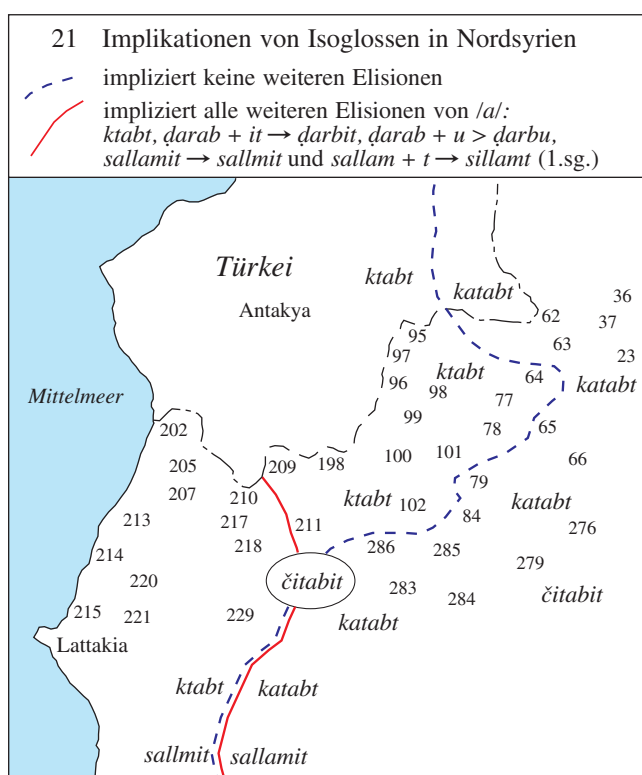 21 Implikationen von Isoglossen in Nordsyrien
impliziert keine weiteren Elisionen
impliziert alle weiteren Elisionen von /a/:
ktabt, ḍarab + it → ḍarbit, ḍarab + u > ḍarbu,
sallamit → sallmit und sallam + t → sillamt (1.sg.)
Türkei
ktabt
katabt
Antakya
36
62
37
95
63
23
97
ktabt
64
96
98
katabt
Mittelmeer
77
99
202
78
65
205
209
198
100
101
66
79
207
210
ktabt
102
katabt
213
217
211
84
276
218
286
285
214
279
čitabit
220
283
284
čitabit
215
221
229
katabt
Lattakia
ktabt
katabt
sallmit
sallamit